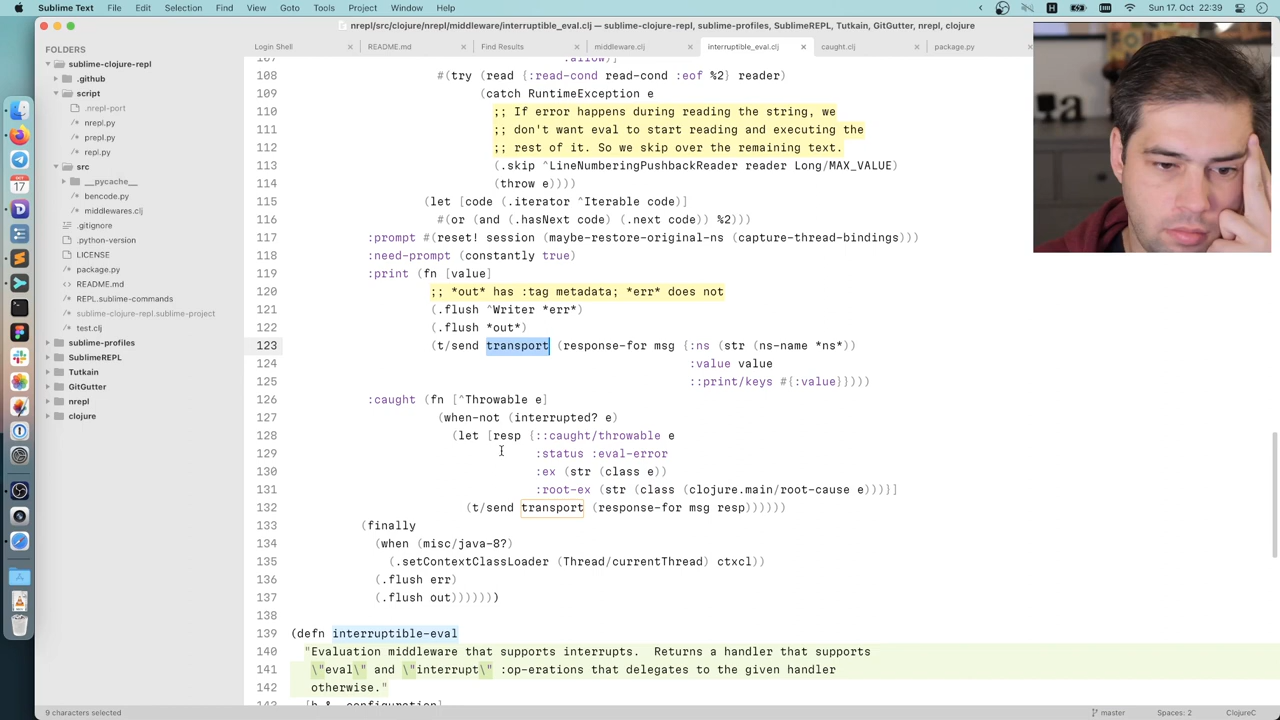 Sublime Text File Edit Selection Find View Goto Tools Project Window Help Sun 17. Oct 22:39
nrepl/src/clojure/nrepl/middleware/interruptible_eval.clj — sublime-clojure-repl, sublime-profiles, SublimeREPL, Tutkain, GitGutter, nrepl, clojure
FOLDERS
sublime-clojure-repl
.github
script
.nrepl-port
nrepl.py
prepl.py
repl.py
src
__pycache__
bencode.py
middlewares.clj
.gitignore
.python-version
LICENSE
package.py
README.md
REPL.sublime-commands
sublime-clojure-repl.sublime-project
test.clj
sublime-profiles
SublimeREPL
Tutkain
GitGutter
nrepl
clojure
Login Shell README.md Find Results middleware.clj interruptible_eval.clj caught.clj package.py
107 :allow)]
108 #(try (read {:read-cond read-cond :eof %2} reader)
109 (catch RuntimeException e
110 ;; If error happens during reading the string, we
111 ;; don't want eval to start reading and executing the
112 ;; rest of it. So we skip over the remaining text.
113 (.skip ^LineNumberingPushbackReader reader Long/MAX_VALUE)
114 (throw e))))
115 (let [code (.iterator ^Iterable code)]
116 #(or (and (.hasNext code) (.next code)) %2)))
117 :prompt #(reset! session (maybe-restore-original-ns (capture-thread-bindings)))
118 :need-prompt (constantly true)
119 :print (fn [value]
120 ;; *out* has :tag metadata; *err* does not
121 (.flush ^Writer *err*)
122 (.flush *out*)
123 (t/send transport (response-for msg {:ns (str (ns-name *ns*))
124 :value value
125 ::print/keys #{:value}})))
126 :caught (fn [^Throwable e]
127 (when-not (interrupted? e)
128 (let [resp {::caught/throwable e
129 :status :eval-error
130 :ex (str (class e))
131 :root-ex (str (class (clojure.main/root-cause e)))}]
132 (t/send transport (response-for msg resp))))))
133 (finally
134 (when (misc/java-8?)
135 (.setContextClassLoader (Thread/currentThread) ctxcl))
136 (.flush err)
137 (.flush out))))))
138
139 (defn interruptible-eval
140 "Evaluation middleware that supports interrupts.  Returns a handler that supports
141 \"eval\" and \"interrupt\" :op-erations that delegates to the given handler
142 otherwise."
9 characters selected master Spaces: 2 ClojureC